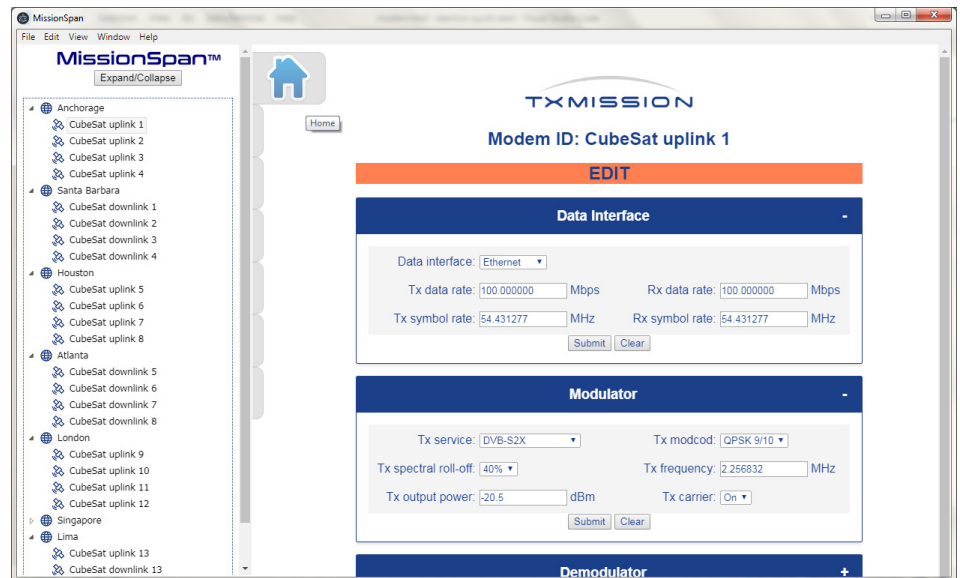 MissionSpan
File Edit View Window Help
MissionSpan™
Expand/Collapse
Anchorage
CubeSat uplink 1
CubeSat uplink 2
CubeSat uplink 3
CubeSat uplink 4
Santa Barbara
CubeSat downlink 1
CubeSat downlink 2
CubeSat downlink 3
CubeSat downlink 4
Houston
CubeSat uplink 5
CubeSat uplink 6
CubeSat uplink 7
CubeSat uplink 8
Atlanta
CubeSat downlink 5
CubeSat downlink 6
CubeSat downlink 7
CubeSat downlink 8
London
CubeSat uplink 9
CubeSat uplink 10
CubeSat uplink 11
CubeSat uplink 12
Singapore
Lima
CubeSat uplink 13
CubeSat downlink 13
Home
TXMISSION
Modem ID: CubeSat uplink 1
EDIT
Data Interface -
Data interface: Ethernet
Tx data rate: 100.000000 Mbps Rx data rate: 100.000000 Mbps
Tx symbol rate: 54.431277 MHz Rx symbol rate: 54.431277 MHz
Submit Clear
Modulator -
Tx service: DVB-S2X Tx modcod: QPSK 9/10
Tx spectral roll-off: 40% Tx frequency: 2.256832 MHz
Tx output power: -20.5 dBm Tx carrier: On
Submit Clear
Demodulator +